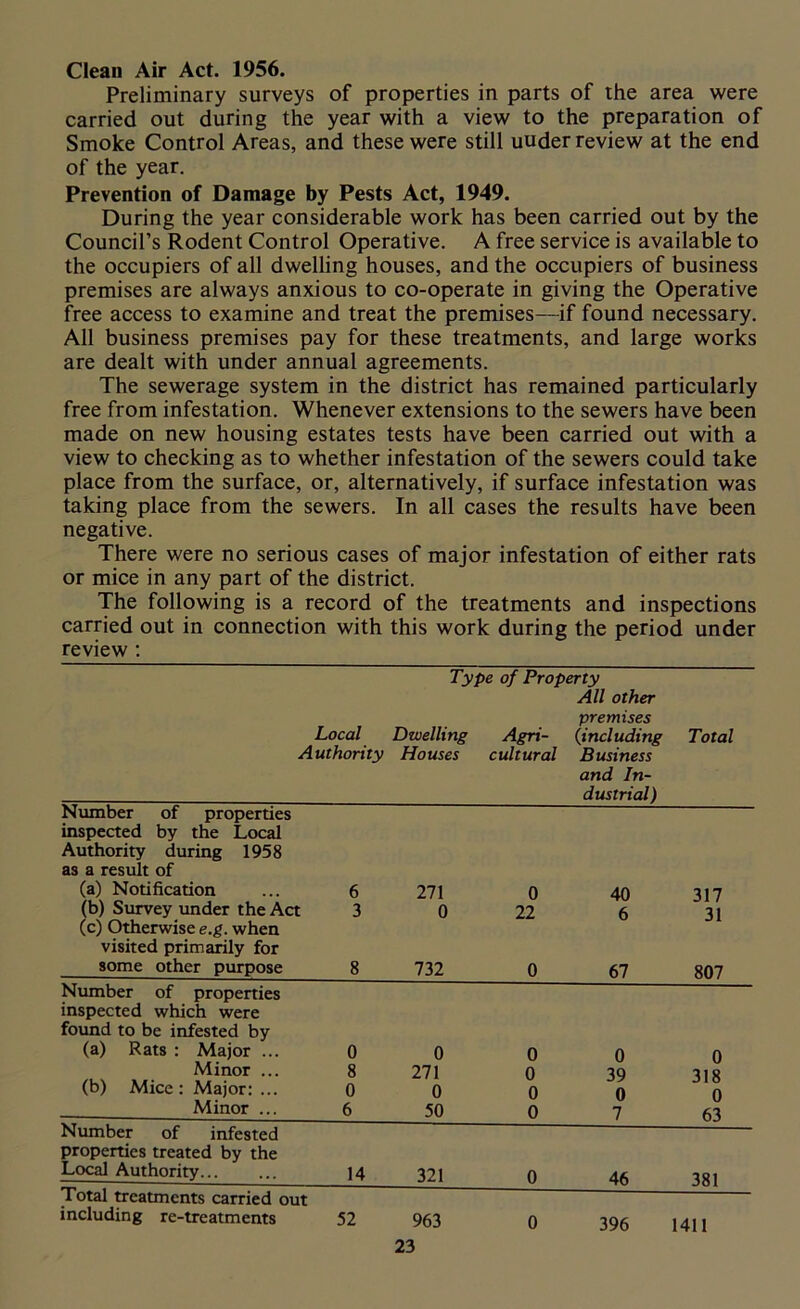 Clean Air Act. 1956.
Preliminary surveys of properties in parts of the area were
carried out during the year with a view to the preparation of
Smoke Control Areas, and these were still uuder review at the end
of the year.
Prevention of Damage by Pests Act, 1949.
During the year considerable work has been carried out by the
Council's Rodent Control Operative. A free service is available to
the occupiers of all dwelling houses, and the occupiers of business
premises are always anxious to co-operate in giving the Operative
free access to examine and treat the premises—if found necessary.
All business premises pay for these treatments, and large works
are dealt with under annual agreements.
The sewerage system in the district has remained particularly
free from infestation. Whenever extensions to the sewers have been
made on new housing estates tests have been carried out with a
view to checking as to whether infestation of the sewers could take
place from the surface, or, alternatively, if surface infestation was
taking place from the sewers. In all cases the results have been
negative.
There were no serious cases of major infestation of either rats
or mice in any part of the district.
The following is a record of the treatments and inspections
carried out in connection with this work during the period under
review :
Type of Property
All other
premises
Local Dwelling Agri- (including Total
Authority Houses cultural Business
and In-
dustrial)
Number of properties
inspected by the Local
Authority during 1958
as a result of
(a) Notification ... 6 271 0 40 317
(b) Survey under the Act 3 0 22 6 31
(c) Otherwise e.g. when
visited primarily for
some other purpose 8 732 0 67 807
Number of properties
inspected which were
found to be infested by
(a) Rats : Major ... 0 0 0 0 0
Minor ... 8 271 0 39 318
(b) Mice : Major: ... 0 0 0 0 0
Minor ... 6 50 0 7 63
Number of infested
properties treated by the
Local Authority... ... 14 321 0 46 381
Total treatments carried out
including re-treatments 52 963 0 396 1411
23